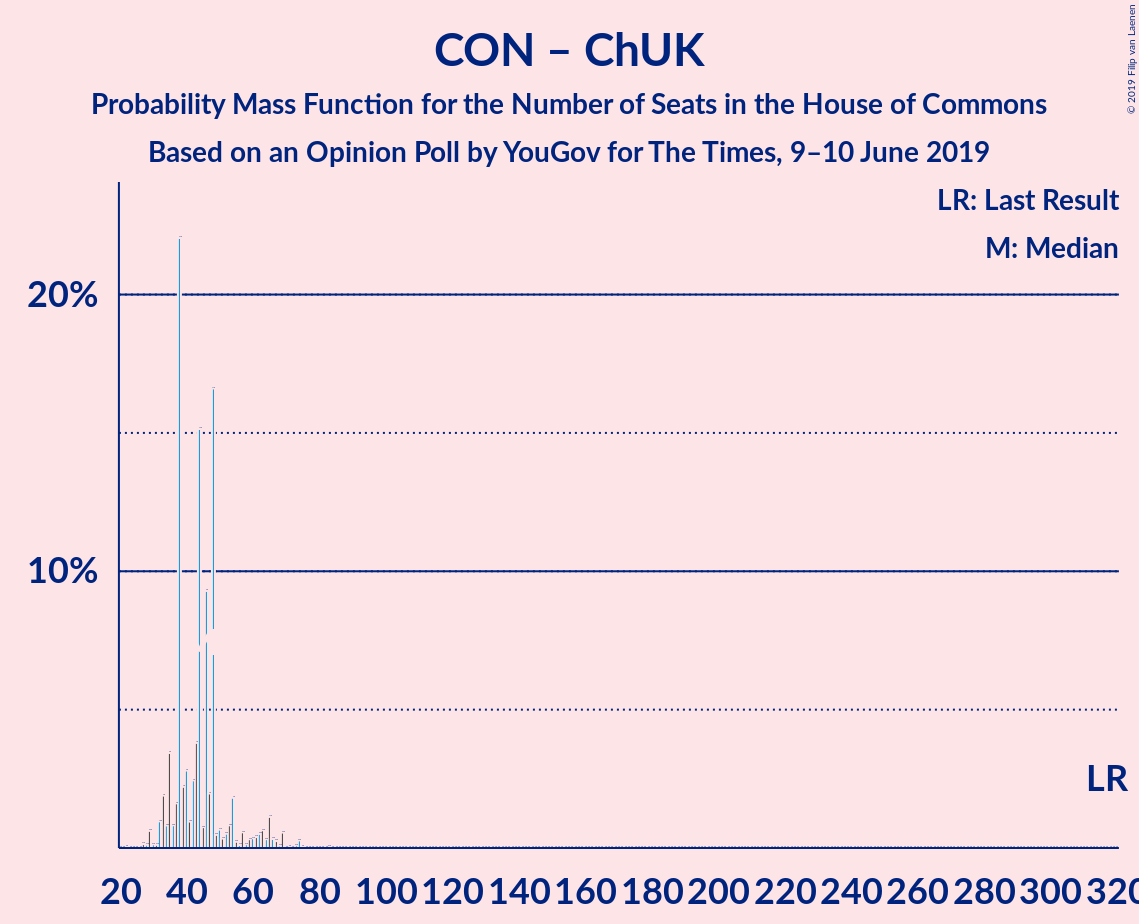 CON – ChUK
Probability Mass Function for the Number of Seats in the House of Commons
Based on an Opinion Poll by YouGov for The Times, 9–10 June 2019
© 2019 Filip van Laenen
LR: Last Result
M: Median
20%
10%
LR
20 40 60 80 100 120 140 160 180 200 220 240 260 280 300 320